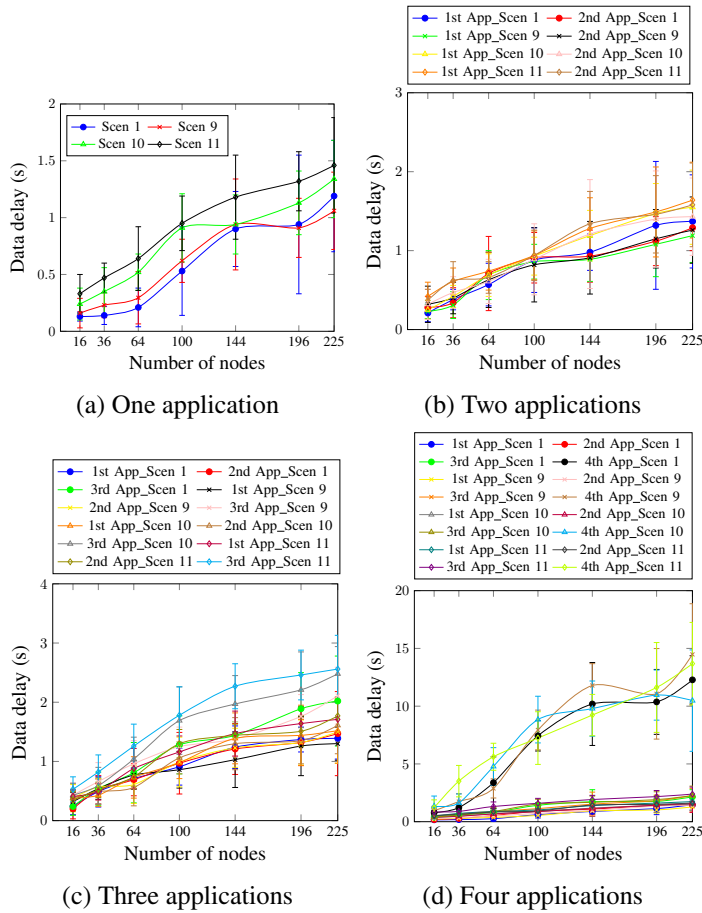 1st App_Scen 1 2nd App_Scen 1
1st App_Scen 9 2nd App_Scen 9
1st App_Scen 10 2nd App_Scen 10
1st App_Scen 11 2nd App_Scen 11
Scen 1 Scen 9
Scen 10 Scen 11
2
1.5
1
0.5
0
Data delay (s)
16 36 64 100 144 196 225
Number of nodes
(a) One application
3
2
1
0
Data delay (s)
16 36 64 100 144 196 225
Number of nodes
(b) Two applications
1st App_Scen 1 2nd App_Scen 1
3rd App_Scen 1 1st App_Scen 9
2nd App_Scen 9 3rd App_Scen 9
1st App_Scen 10 2nd App_Scen 10
3rd App_Scen 10 1st App_Scen 11
2nd App_Scen 11 3rd App_Scen 11
4
3
2
1
0
Data delay (s)
16 36 64 100 144 196 225
Number of nodes
(c) Three applications
1st App_Scen 1 2nd App_Scen 1
3rd App_Scen 1 4th App_Scen 1
1st App_Scen 9 2nd App_Scen 9
3rd App_Scen 9 4th App_Scen 9
1st App_Scen 10 2nd App_Scen 10
3rd App_Scen 10 4th App_Scen 10
1st App_Scen 11 2nd App_Scen 11
3rd App_Scen 11 4th App_Scen 11
20
15
10
5
0
Data delay (s)
16 36 64 100 144 196 225
Number of nodes
(d) Four applications